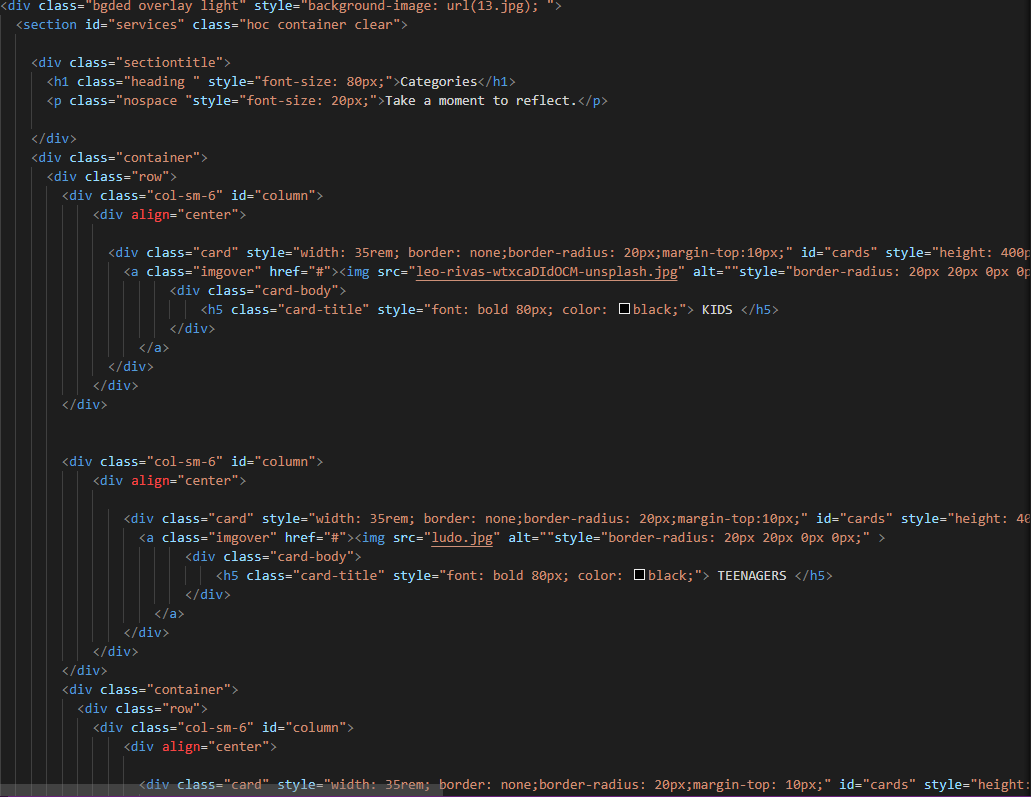 <div class="bgded overlay light" style="background-image: url(13.jpg); ">
<section id="services" class="hoc container clear">
<div class="sectiontitle">
<h1 class="heading " style="font-size: 80px;">Categories</h1>
<p class="nospace "style="font-size: 20px;">Take a moment to reflect.</p>
</div>
<div class="container">
<div class="row">
<div class="col-sm-6" id="column">
<div align="center">
<div class="card" style="width: 35rem; border: none;border-radius: 20px;margin-top:10px;" id="cards" style="height: 400p
<a class="imgover" href="#"><img src="leo-rivas-wtxcaDIdOCM-unsplash.jpg" alt=""style="border-radius: 20px 20px 0px 0p
<div class="card-body">
<h5 class="card-title" style="font: bold 80px; color: black;"> KIDS </h5>
</div>
</a>
</div>
</div>
</div>
<div class="col-sm-6" id="column">
<div align="center">
<div class="card" style="width: 35rem; border: none;border-radius: 20px;margin-top:10px;" id="cards" style="height: 40
<a class="imgover" href="#"><img src="ludo.jpg" alt=""style="border-radius: 20px 20px 0px 0px;" >
<div class="card-body">
<h5 class="card-title" style="font: bold 80px; color: black;"> TEENAGERS </h5>
</div>
</a>
</div>
</div>
</div>
<div class="container">
<div class="row">
<div class="col-sm-6" id="column">
<div align="center">
<div class="card" style="width: 35rem; border: none;border-radius: 20px;margin-top: 10px;" id="cards" style="height: